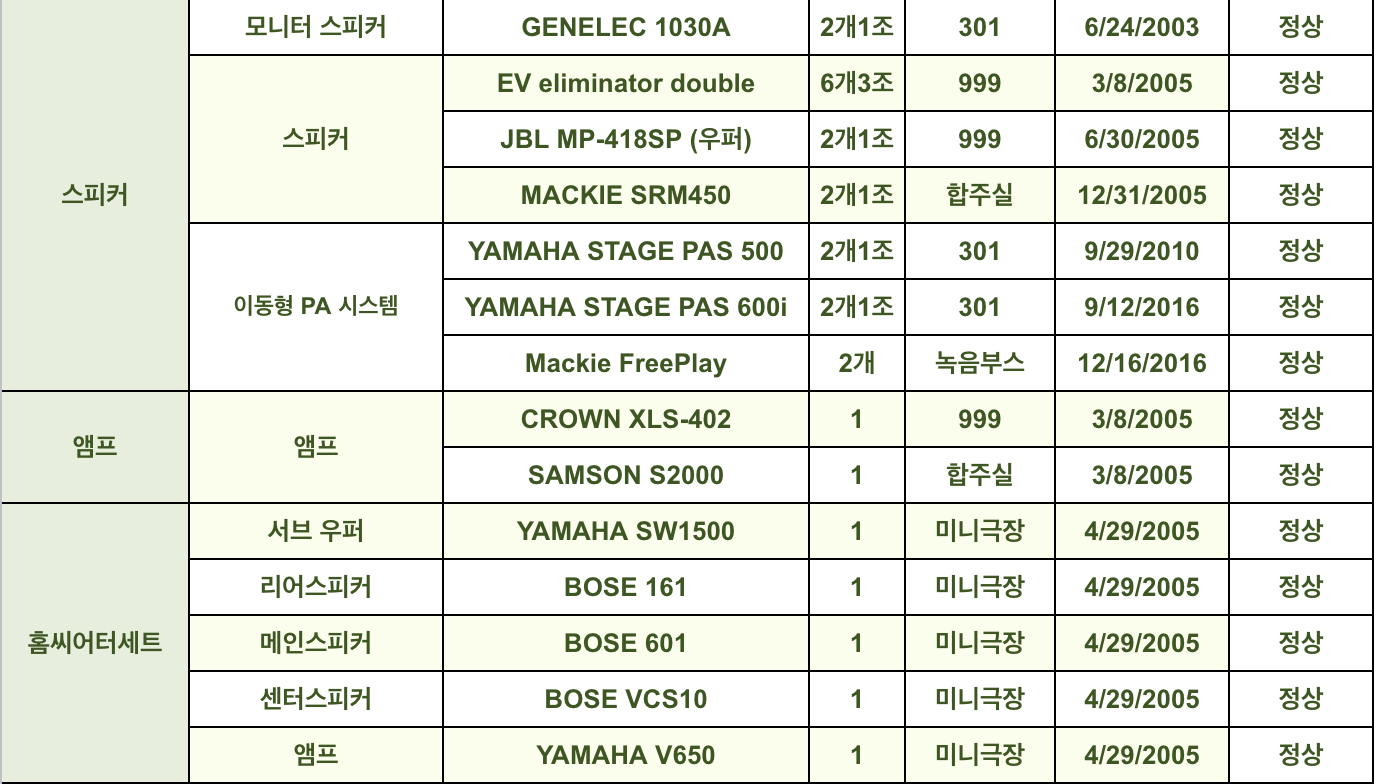 스피커
모니터 스피커 GENELEC 1030A 2개1조 301 6/24/2003 정상
스피커 EV eliminator double 6개3조 999 3/8/2005 정상
JBL MP-418SP (우퍼) 2개1조 999 6/30/2005 정상
MACKIE SRM450 2개1조 합주실 12/31/2005 정상
이동형 PA 시스템 YAMAHA STAGE PAS 500 2개1조 301 9/29/2010 정상
YAMAHA STAGE PAS 600i 2개1조 301 9/12/2016 정상
Mackie FreePlay 2개 녹음부스 12/16/2016 정상
앰프 앰프 CROWN XLS-402 1 999 3/8/2005 정상
SAMSON S2000 1 합주실 3/8/2005 정상
홈씨어터세트 서브 우퍼 YAMAHA SW1500 1 미니극장 4/29/2005 정상
리어스피커 BOSE 161 1 미니극장 4/29/2005 정상
메인스피커 BOSE 601 1 미니극장 4/29/2005 정상
센터스피커 BOSE VCS10 1 미니극장 4/29/2005 정상
앰프 YAMAHA V650 1 미니극장 4/29/2005 정상